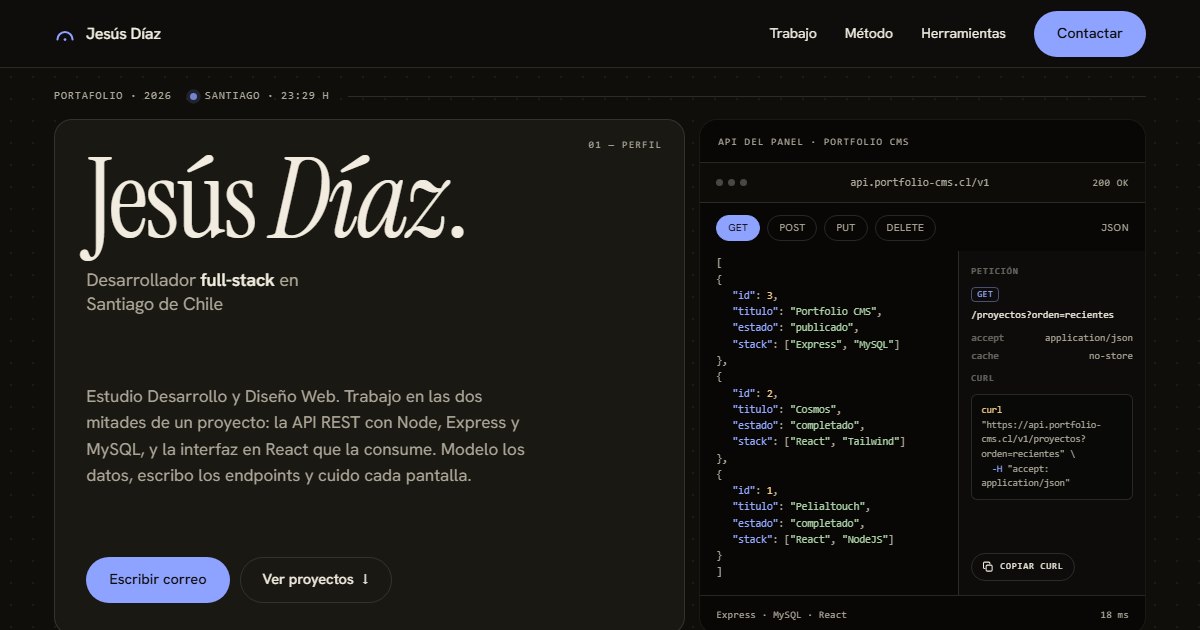 Jesús Díaz
Trabajo
Método
Herramientas
Contactar
PORTAFOLIO · 2026
SANTIAGO · 23:29 H
01 — PERFIL
Jesús Díaz.
Desarrollador full-stack en
Santiago de Chile
Estudio Desarrollo y Diseño Web. Trabajo en las dos
mitades de un proyecto: la API REST con Node, Express y
MySQL, y la interfaz en React que la consume. Modelo los
datos, escribo los endpoints y cuido cada pantalla.
Escribir correo
Ver proyectos ↓
API DEL PANEL · PORTFOLIO CMS
api.portfolio-cms.cl/v1
200 OK
GET
POST
PUT
DELETE
JSON
[
{
"id": 3,
"titulo": "Portfolio CMS",
"estado": "publicado",
"stack": ["Express", "MySQL"]
},
{
"id": 2,
"titulo": "Cosmos",
"estado": "completado",
"stack": ["React", "Tailwind"]
},
{
"id": 1,
"titulo": "Pelialtouch",
"estado": "completado",
"stack": ["React", "NodeJS"]
}
]
PETICIÓN
GET
/proyectos?orden=recientes
accept application/json
cache no-store
CURL
curl
"https://api.portfolio-
cms.cl/v1/proyectos?
orden=recientes" \
-H "accept:
application/json"
COPIAR CURL
Express · MySQL · React
18 ms